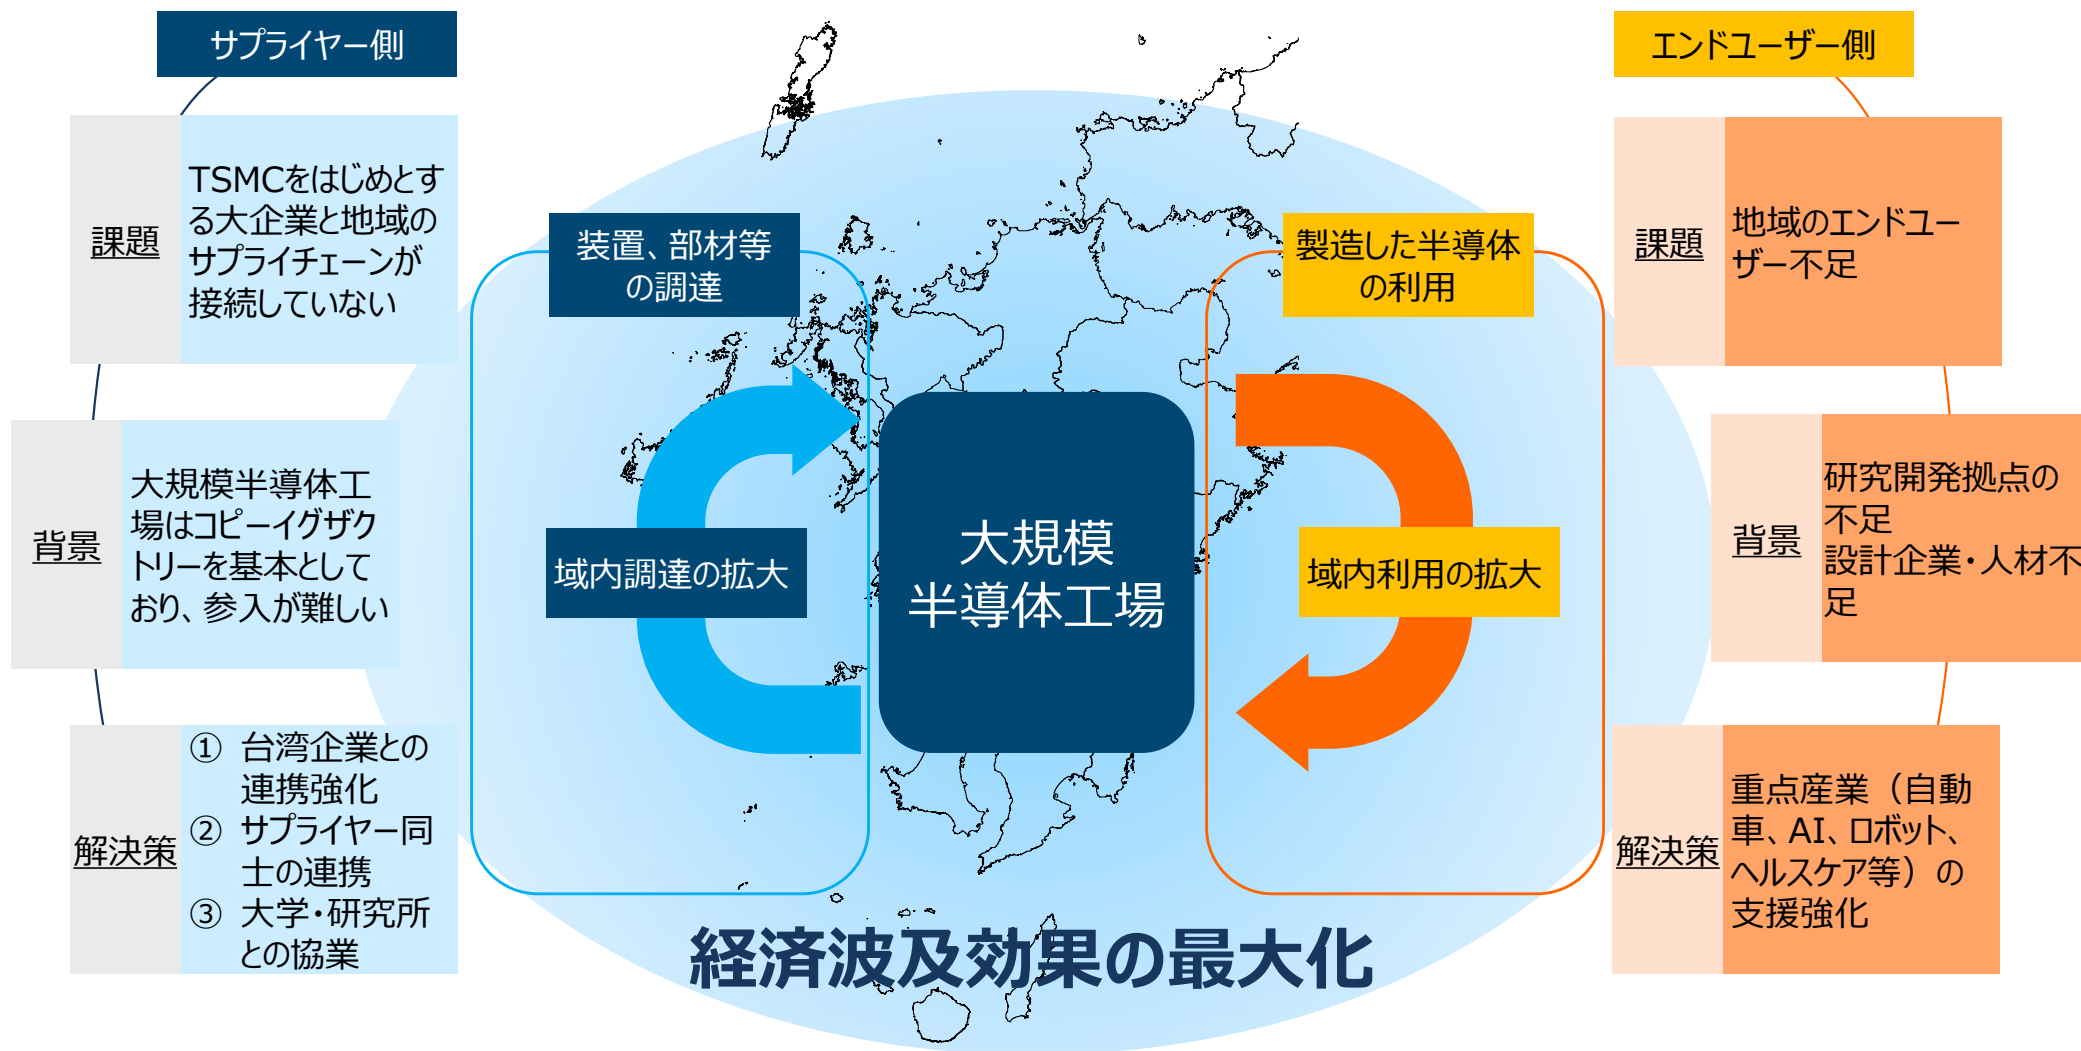 サプライヤー側
課題
TSMCをはじめとす
る大企業と地域の
サプライチェーンが
接続していない
背景
大規模半導体工
場はコピーイグザク
トリーを基本として
おり、参入が難しい
解決策
① 台湾企業との
連携強化
② サプライヤー同
士の連携
③ 大学・研究所
との協業
装置、部材等
の調達
域内調達の拡大
大規模
半導体工場
製造した半導体
の利用
域内利用の拡大
経済波及効果の最大化
エンドユーザー側
課題
地域のエンドユー
ザー不足
背景
研究開発拠点の
不足
設計企業・人材不
足
解決策
重点産業（自動
車、AI、ロボット、
ヘルスケア等）の
支援強化